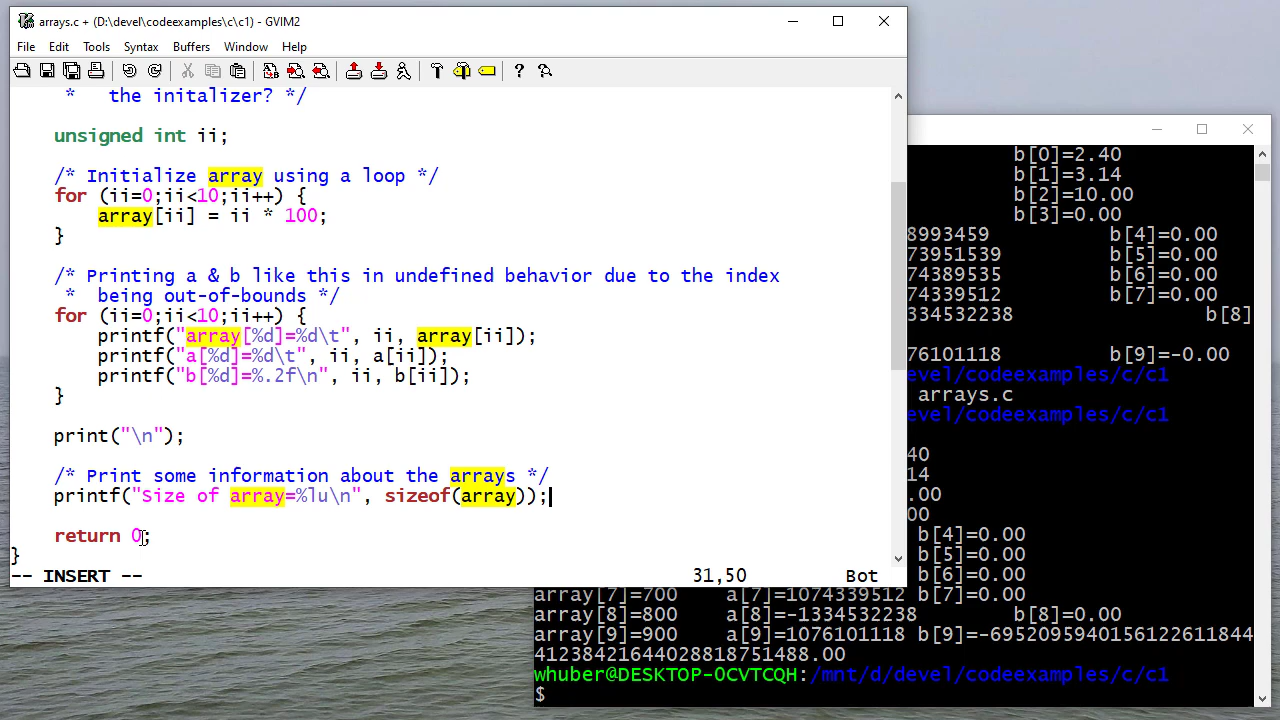 arrays.c + (D:\devel\codeexamples\c\c1) - GVIM2
File Edit Tools Syntax Buffers Window Help
*   the initalizer? */
unsigned int ii;
/* Initialize array using a loop */
for (ii=0;ii<10;ii++) {
array[ii] = ii * 100;
}
/* Printing a & b like this in undefined behavior due to the index
*  being out-of-bounds */
for (ii=0;ii<10;ii++) {
printf("array[%d]=%d\t", ii, array[ii]);
printf("a[%d]=%d\t", ii, a[ii]);
printf("b[%d]=%.2f\n", ii, b[ii]);
}
print("\n");
/* Print some information about the arrays */
printf("Size of array=%lu\n", sizeof(array));
return 0;
}
-- INSERT -- 31,50 Bot
b[0]=2.40
b[1]=3.14
b[2]=10.00
b[3]=0.00
8993459 b[4]=0.00
73951539 b[5]=0.00
74389535 b[6]=0.00
74339512 b[7]=0.00
334532238 b[8]
76101118 b[9]=-0.00
evel/codeexamples/c/c1
arrays.c
evel/codeexamples/c/c1
40
14
.00
00
b[4]=0.00
b[5]=0.00
b[6]=0.00
array[7]=700 a[7]=1074339512 b[7]=0.00
array[8]=800 a[8]=-1334532238 b[8]=0.00
array[9]=900 a[9]=1076101118 b[9]=-6952095940156122611844
41238421644028818751488.00
whuber@DESKTOP-OCVTCQH:/mnt/d/devel/codeexamples/c/c1
$